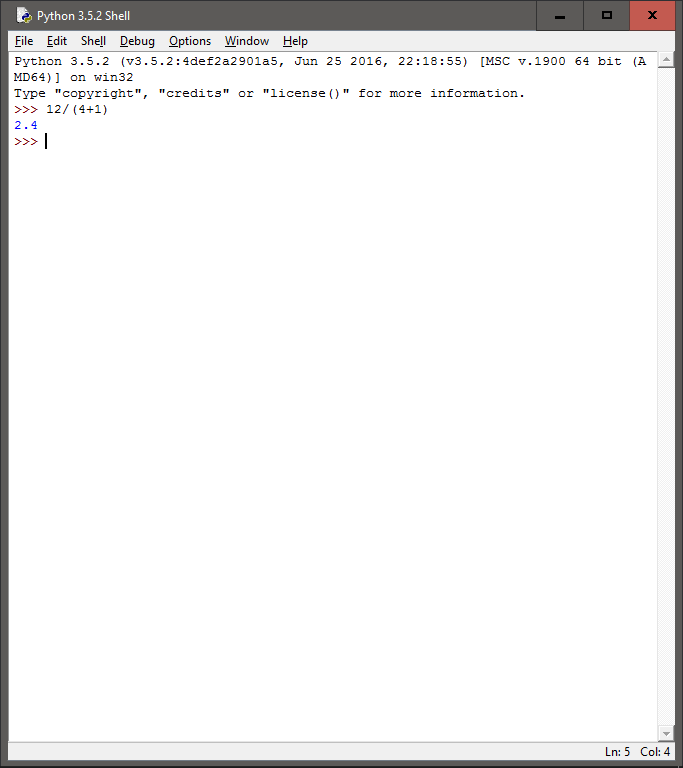 Python 3.5.2 Shell
File Edit Shell Debug Options Window Help
Python 3.5.2 (v3.5.2:4def2a2901a5, Jun 25 2016, 22:18:55) [MSC v.1900 64 bit (A
MD64)] on win32
Type "copyright", "credits" or "license()" for more information.
>>> 12/(4+1)
2.4
>>>
Ln: 5 Col: 4